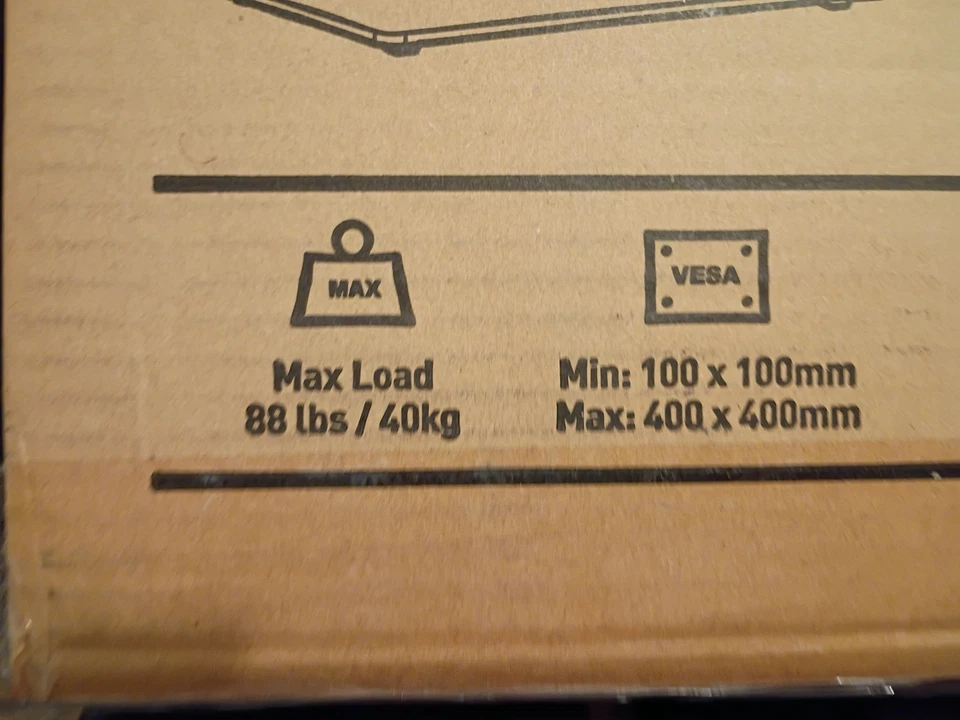 MAX
VESA
Max Load
88 lbs / 40kg
Min: 100 x 100mm
Max: 400 x 400mm